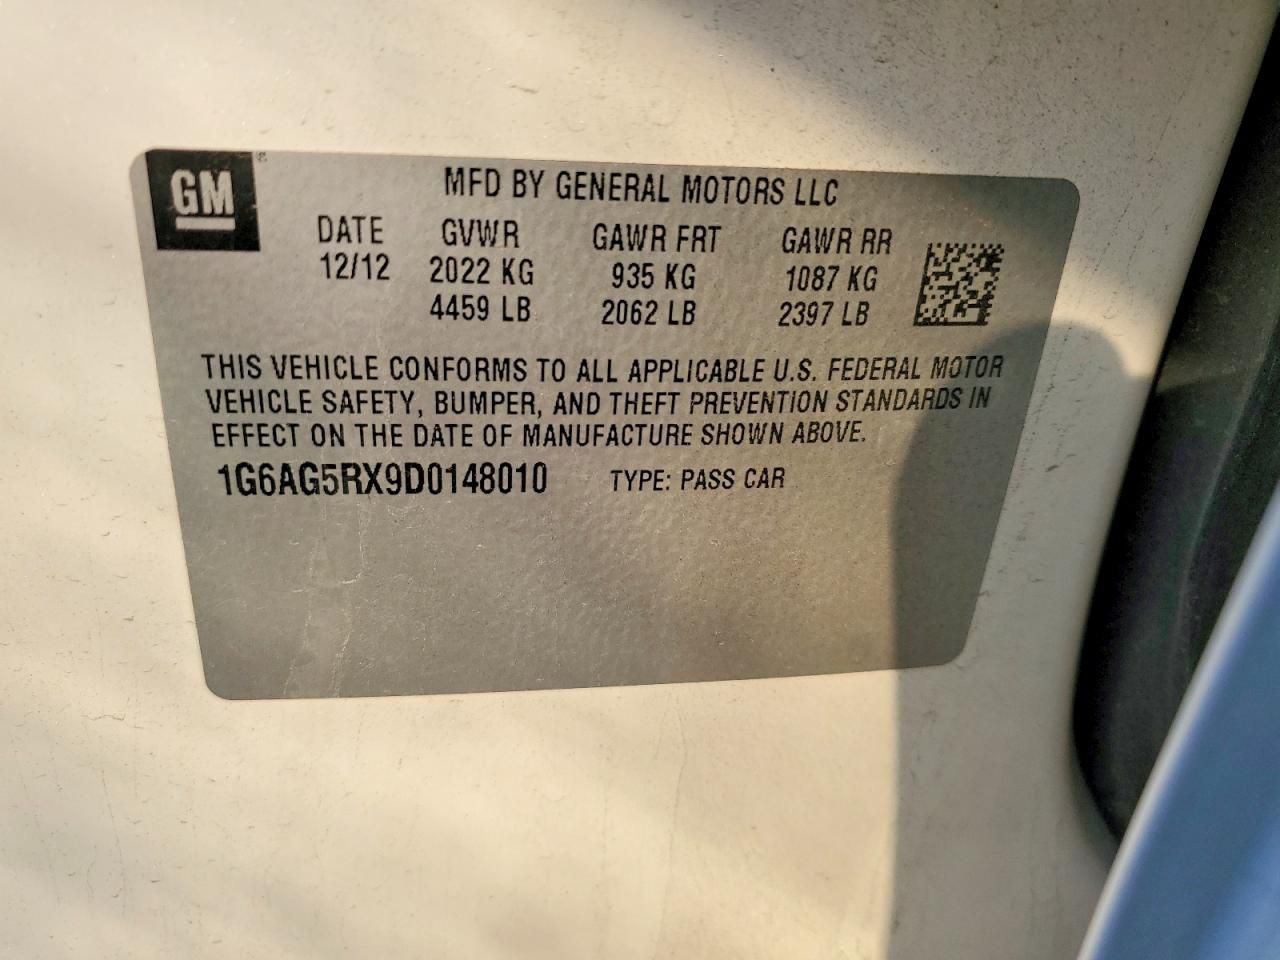 GM
MFD BY GENERAL MOTORS LLC
DATE GVWR GAWR FRT GAWR RR
12/12 2022 KG 935 KG 1087 KG
4459 LB 2062 LB 2397 LB
THIS VEHICLE CONFORMS TO ALL APPLICABLE U.S. FEDERAL MOTOR
VEHICLE SAFETY, BUMPER, AND THEFT PREVENTION STANDARDS IN
EFFECT ON THE DATE OF MANUFACTURE SHOWN ABOVE.
1G6AG5RX9D0148010 TYPE: PASS CAR